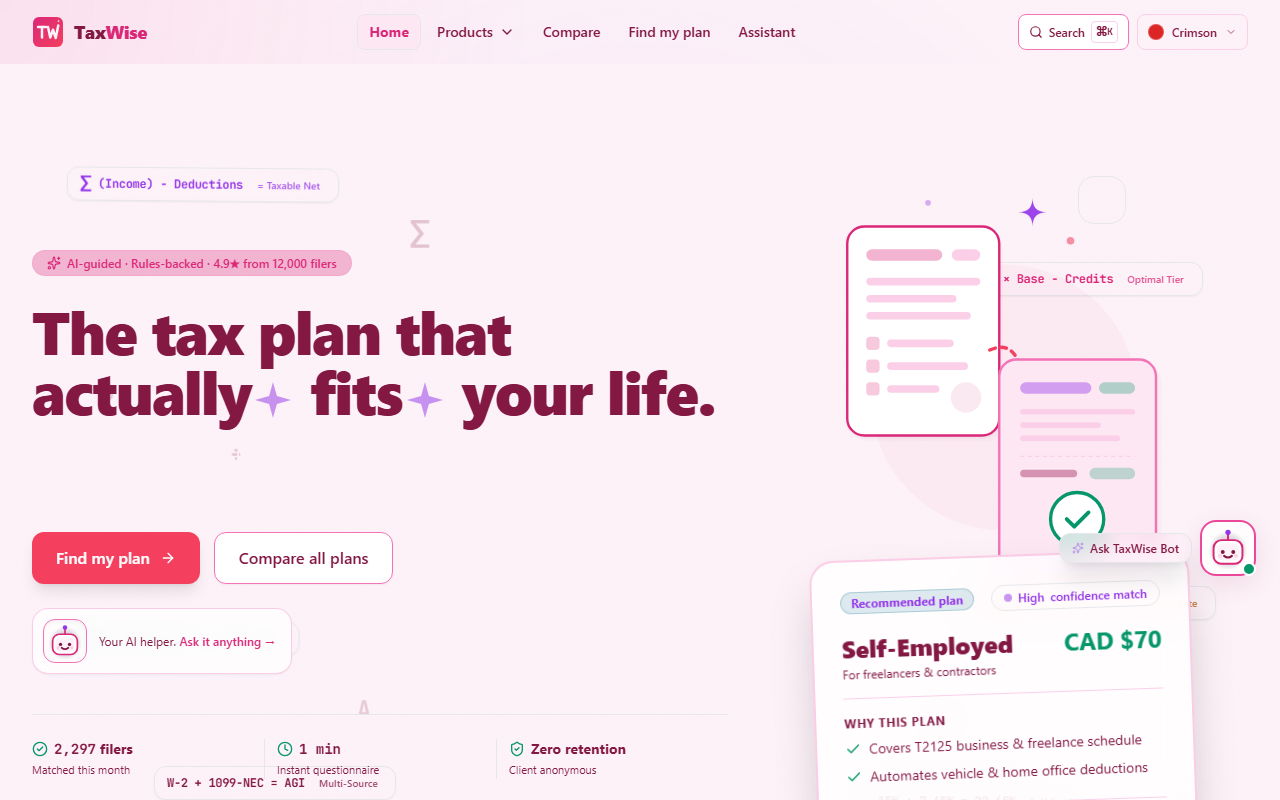 TW TaxWise
Home
Products
Compare
Find my plan
Assistant
Search ⌘K
Crimson
Σ (Income) - Deductions = Taxable Net
Σ
AI-guided · Rules-backed · 4.9★ from 12,000 filers
The tax plan that
actually fits your life.
÷
Find my plan →
Compare all plans
Your AI helper. Ask it anything →
2,297 filers
Matched this month
1 min
Instant questionnaire
Zero retention
Client anonymous
W-2 + 1099-NEC = AGI Multi-Source
× Base - Credits Optimal Tier
Ask TaxWise Bot
Recommended plan
High confidence match
Self-Employed
CAD $70
For freelancers & contractors
WHY THIS PLAN
Covers T2125 business & freelance schedule
Automates vehicle & home office deductions